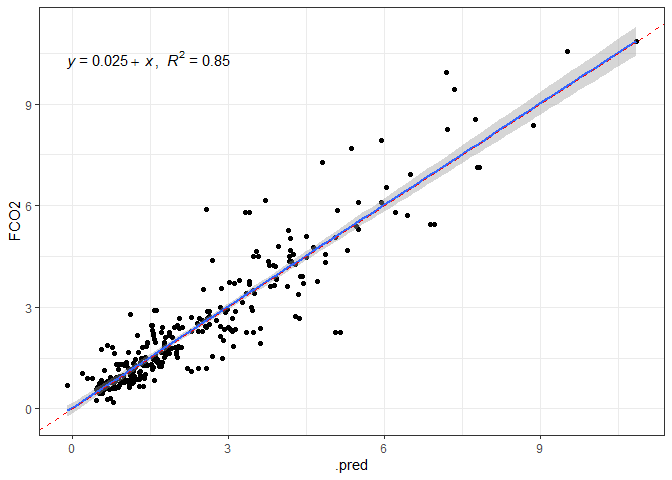 y = 0.025 + x, R² = 0.85
9
6
3
0
FCO2
0 3 6 9
.pred